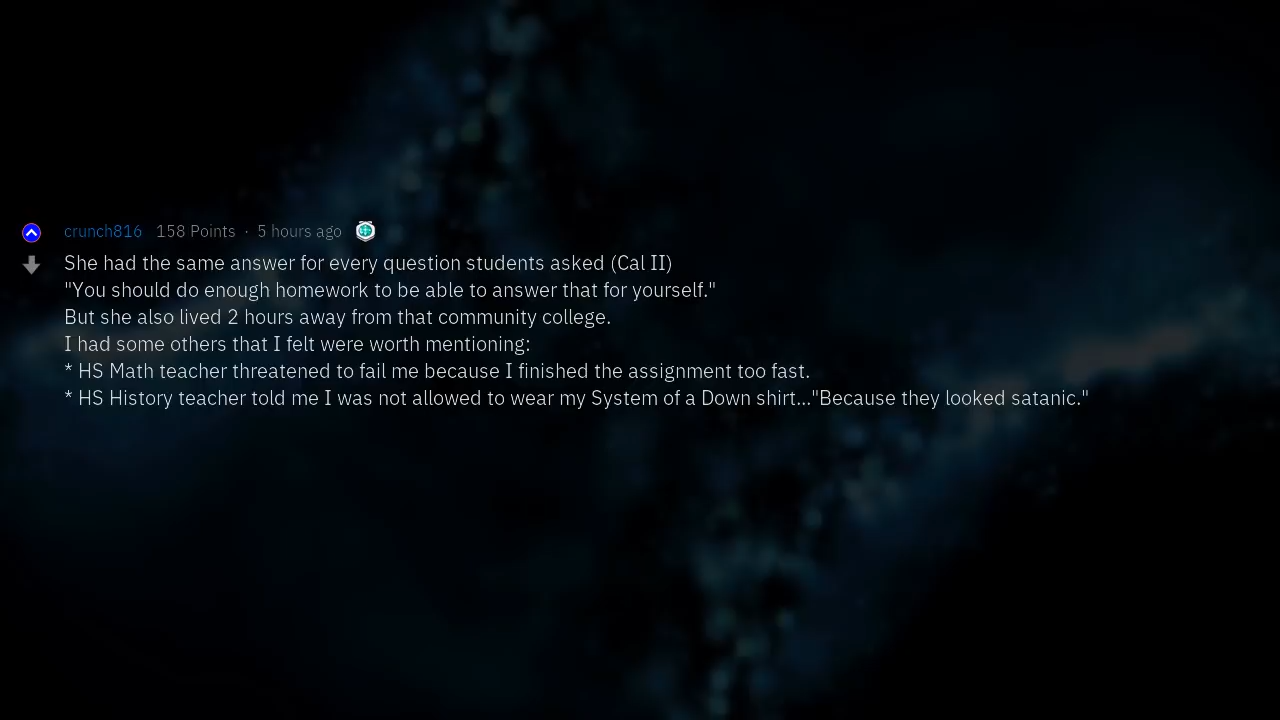 crunch816 158 Points · 5 hours ago
She had the same answer for every question students asked (Cal II)
"You should do enough homework to be able to answer that for yourself."
But she also lived 2 hours away from that community college.
I had some others that I felt were worth mentioning:
* HS Math teacher threatened to fail me because I finished the assignment too fast.
* HS History teacher told me I was not allowed to wear my System of a Down shirt..."Because they looked satanic."